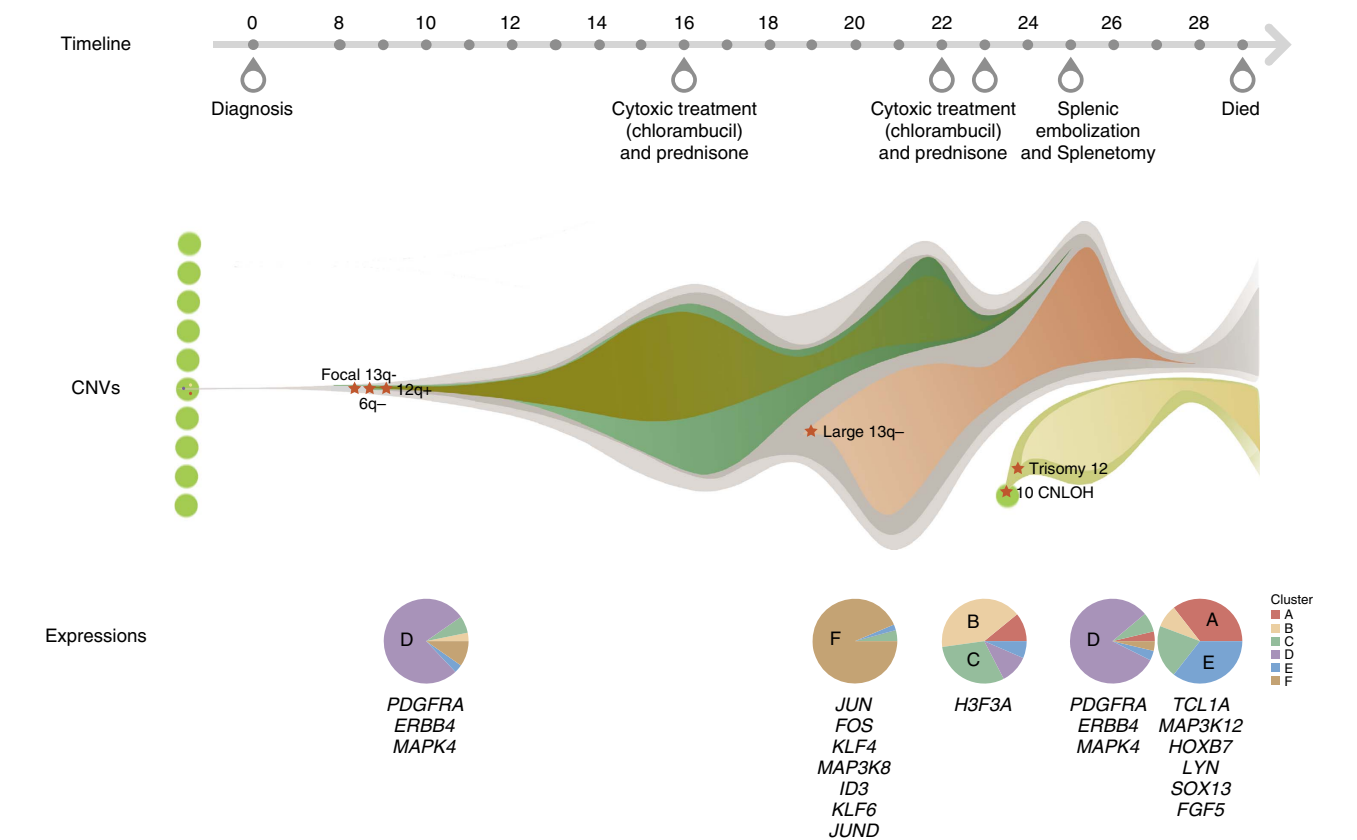 0 8 10 12 14 16 18 20 22 24 26 28
Timeline
Diagnosis
Cytoxic treatment
(chlorambucil)
and prednisone
Cytoxic treatment
(chlorambucil)
and prednisone
Splenic
embolization
and Splenetomy
Died
CNVs
Focal 13q-
6q–
12q+
Large 13q–
Trisomy 12
10 CNLOH
Expressions
D
PDGFRA
ERBB4
MAPK4
F
JUN
FOS
KLF4
MAP3K8
ID3
KLF6
JUND
B
C
H3F3A
D
PDGFRA
ERBB4
MAPK4
A
E
TCL1A
MAP3K12
HOXB7
LYN
SOX13
FGF5
Cluster
A
B
C
D
E
F